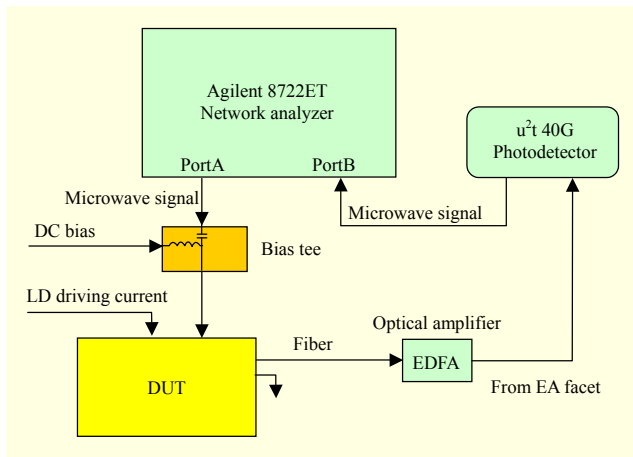 Agilent 8722ET
Network analyzer
PortA
PortB
u²t 40G
Photodetector
Microwave signal
Microwave signal
DC bias
Bias tee
LD driving current
Optical amplifier
Fiber
EDFA
DUT
From EA facet